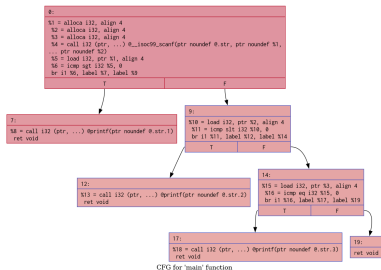 0:
%1 = alloca i32, align 4
%2 = alloca i32, align 4
%3 = alloca i32, align 4
%4 = call i32 (ptr, ...) @__isoc99_scanf(ptr noundef @.str, ptr noundef %1,
... ptr noundef %2)
%5 = load i32, ptr %1, align 4
%6 = icmp sgt i32 %5, 0
br i1 %6, label %7, label %8
T F
7:
%8 = call i32 (ptr, ...) @printf(ptr noundef @.str.1)
ret void
9:
%10 = load i32, ptr %2, align 4
%11 = icmp slt i32 %10, 0
br i1 %11, label %12, label %14
T F
12:
%13 = call i32 (ptr, ...) @printf(ptr noundef @.str.2)
ret void
14:
%15 = load i32, ptr %3, align 4
%16 = icmp eq i32 %15, 0
br i1 %16, label %17, label %19
T F
17:
%18 = call i32 (ptr, ...) @printf(ptr noundef @.str.3)
ret void
19:
ret void
CFG for 'main' function